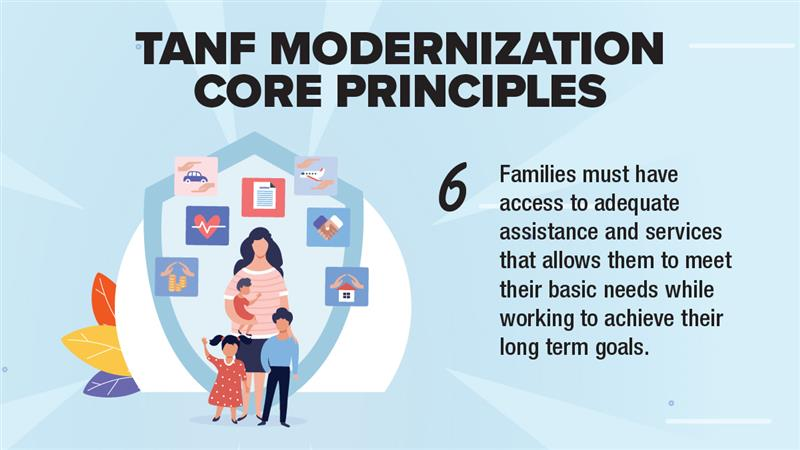 TANF MODERNIZATION
CORE PRINCIPLES
6
Families must have
access to adequate
assistance and services
that allows them to meet
their basic needs while
working to achieve their
long term goals.